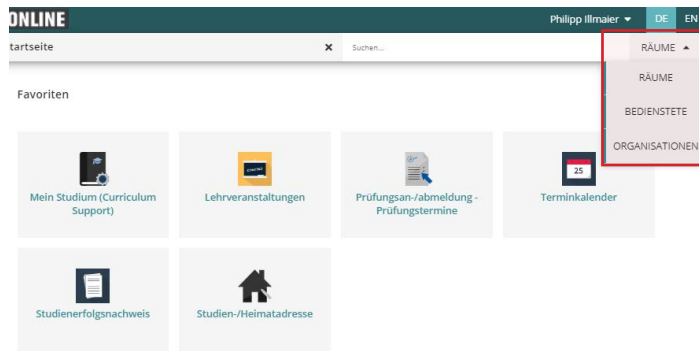 ONLINE
Philipp Illmaier
DE
EN
tartseite
Suchen...
RÄUME
RÄUME
BEDIENSTETE
ORGANISATIONEN
Favoriten
25
Mein Studium (Curriculum
Support)
Lehrveranstaltungen
Prüfungsan-/abmeldung -
Prüfungstermine
Terminkalender
Studienerfolgsnachweis
Studien-/Heimatadresse